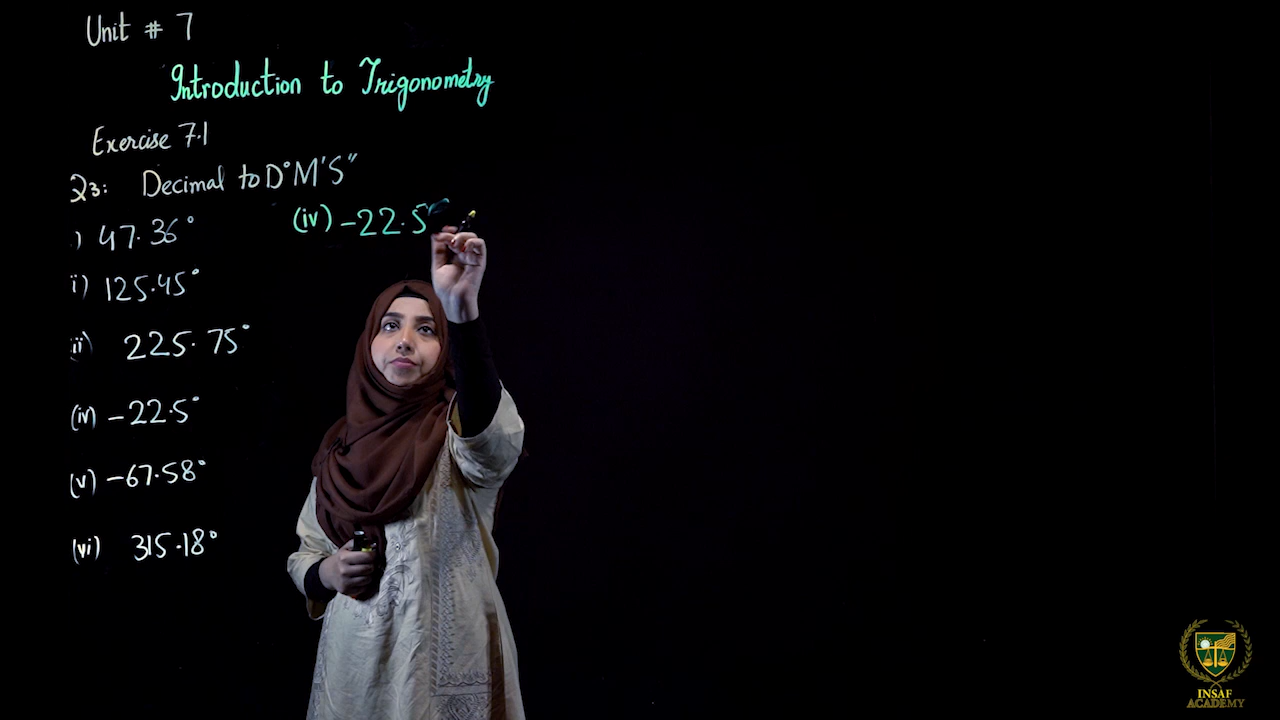 Unit # 7
Introduction to Trigonometry
Exercise 7.1
Q3: Decimal to D°M'S"
i) 47.36°
ii) 125.45°
iii) 225.75°
(iv) -22.5°
(v) -67.58°
(vi) 315.18°
(iv) -22.5°
INSAF
ACADEMY